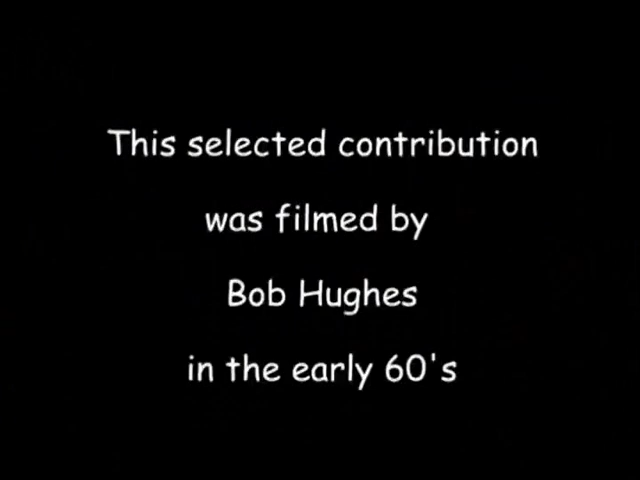 This selected contribution
was filmed by
Bob Hughes
in the early 60's